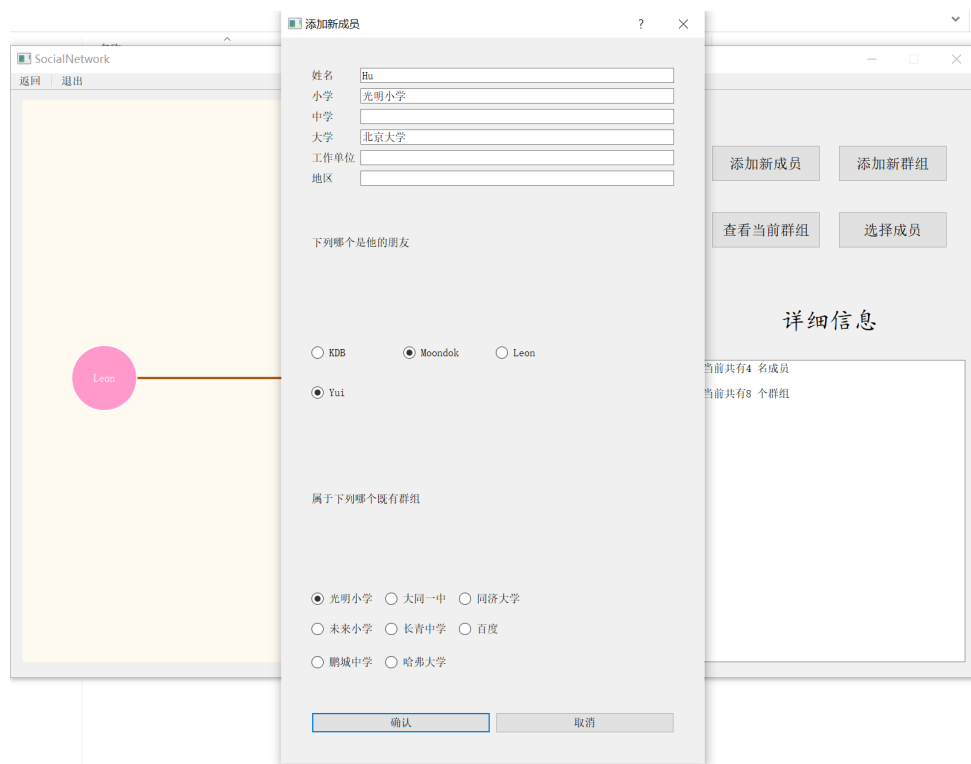 添加新成员 ?
SocialNetwork
返回 退出
姓名 Hu
小学 光明小学
中学
大学 北京大学
工作单位
地区
添加新成员 添加新群组
查看当前群组 选择成员
下列哪个是他的朋友
详细信息
KDB Moondok Leon
Yui
Leon
当前共有4 名成员
当前共有8 个群组
属于下列哪个既有群组
光明小学 大同一中 同济大学
未来小学 长青中学 百度
鹏城中学 哈弗大学
确认 取消